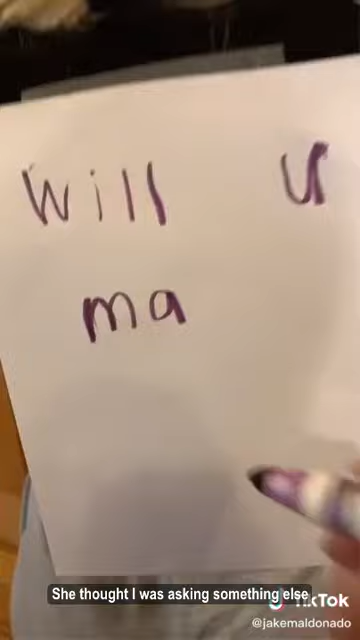 Will u
ma
She thought I was asking something else
TikTok
@jakemaldonado